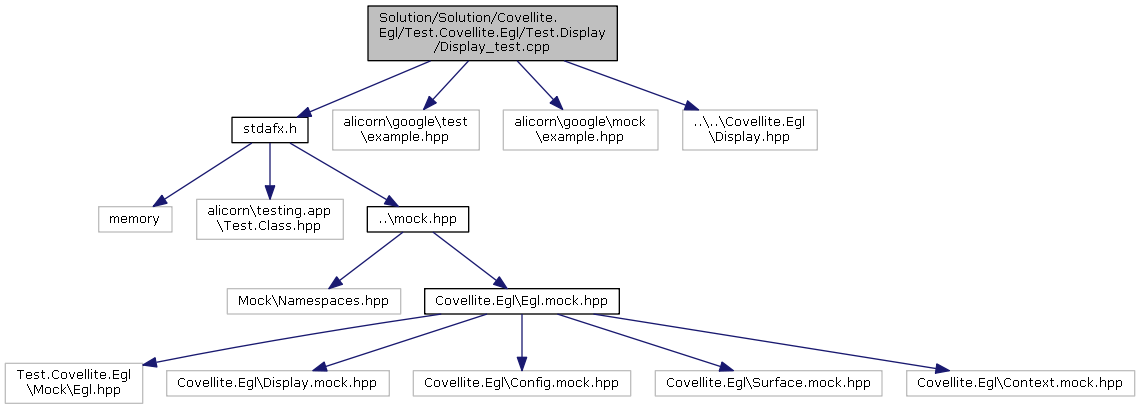 Solution/Solution/Covellite.
Egl/Test.Covellite.Egl/Test.Display
/Display_test.cpp
stdafx.h
alicorn\google\test
\example.hpp
alicorn\google\mock
\example.hpp
..\..\Covellite.Egl
\Display.hpp
memory
alicorn\testing.app
\Test.Class.hpp
..\mock.hpp
Mock\Namespaces.hpp
Covellite.Egl\Egl.mock.hpp
Test.Covellite.Egl
\Mock\Egl.hpp
Covellite.Egl\Display.mock.hpp
Covellite.Egl\Config.mock.hpp
Covellite.Egl\Surface.mock.hpp
Covellite.Egl\Context.mock.hpp